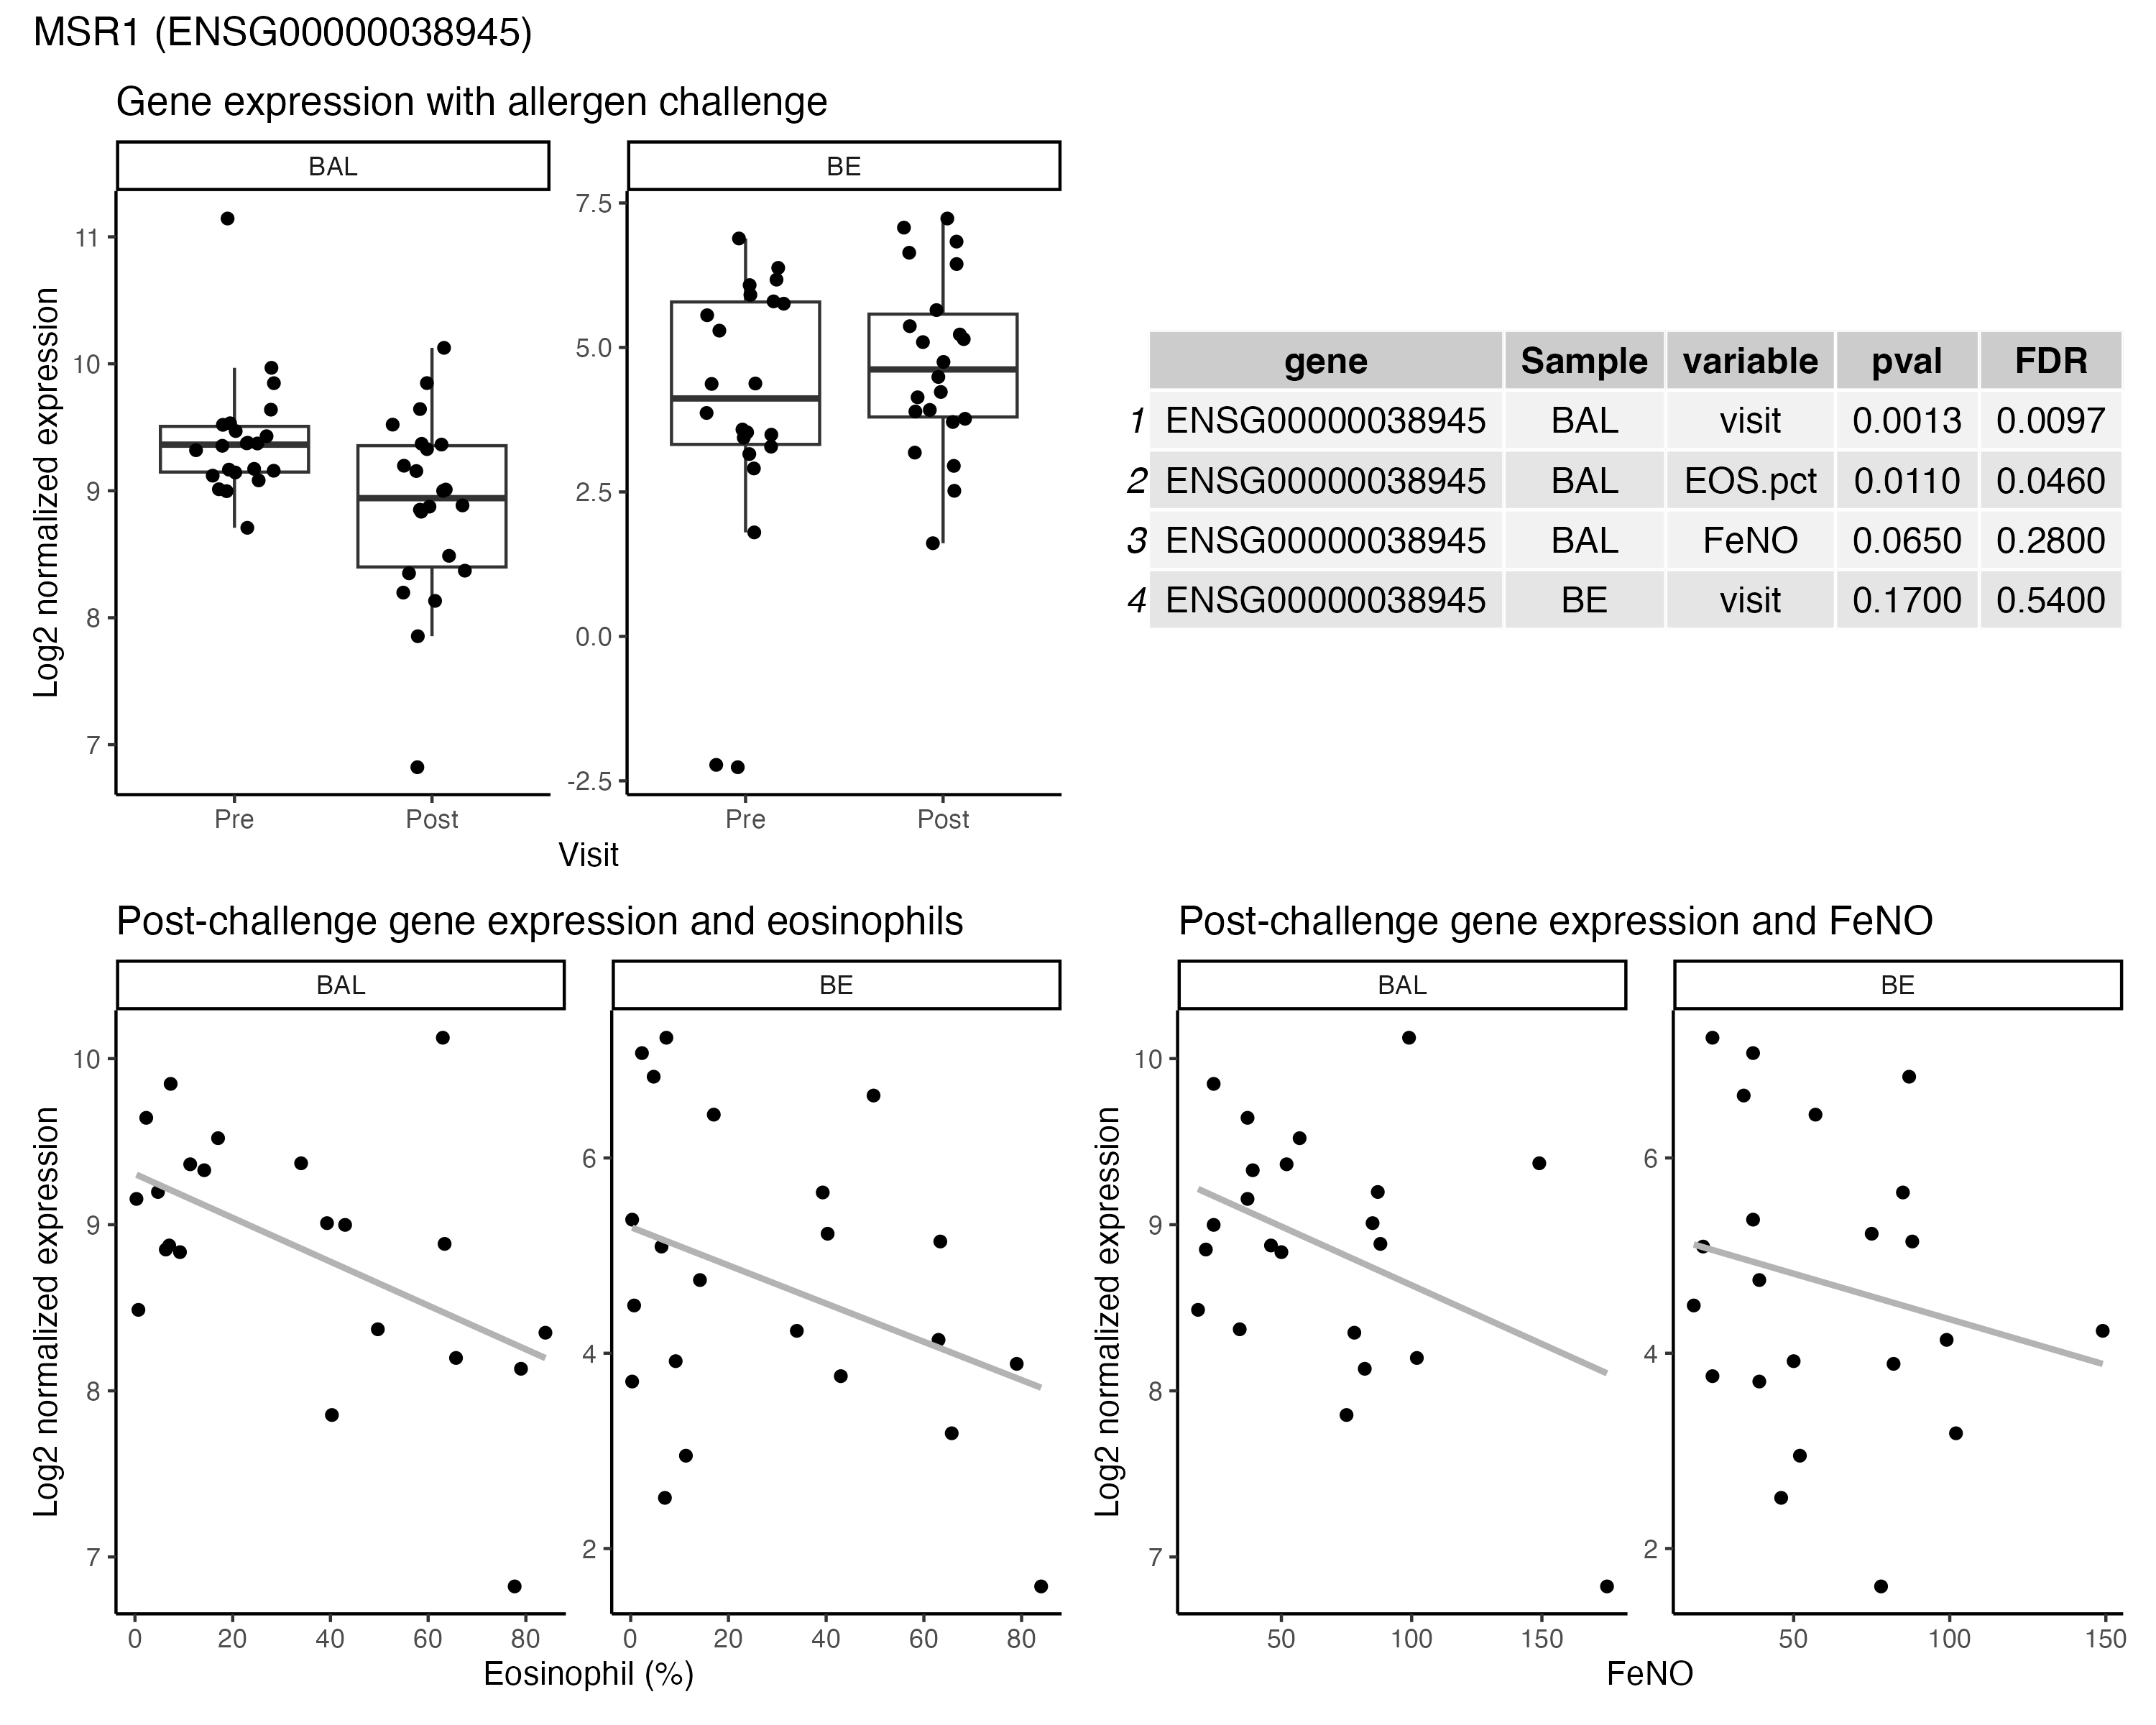 MSR1 (ENSG00000038945)
Gene expression with allergen challenge
BAL
BE
Log2 normalized expression
11
10
9
8
7
7.5
5.0
2.5
0.0
-2.5
Pre
Post
Pre
Post
Visit
gene Sample variable pval FDR
1 ENSG00000038945 BAL visit 0.0013 0.0097
2 ENSG00000038945 BAL EOS.pct 0.0110 0.0460
3 ENSG00000038945 BAL FeNO 0.0650 0.2800
4 ENSG00000038945 BE visit 0.1700 0.5400
Post-challenge gene expression and eosinophils
BAL
BE
Log2 normalized expression
10
9
8
7
6
4
2
0 20 40 60 80
0 20 40 60 80
Eosinophil (%)
Post-challenge gene expression and FeNO
BAL
BE
Log2 normalized expression
10
9
8
7
6
4
2
50 100 150
50 100 150
FeNO